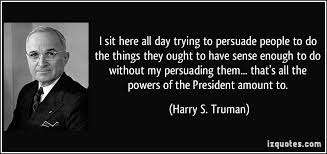 I sit here all day trying to persuade people to do
the things they ought to have sense enough to do
without my persuading them... that's all the
powers of the President amount to.
(Harry S. Truman)
izquotes.com